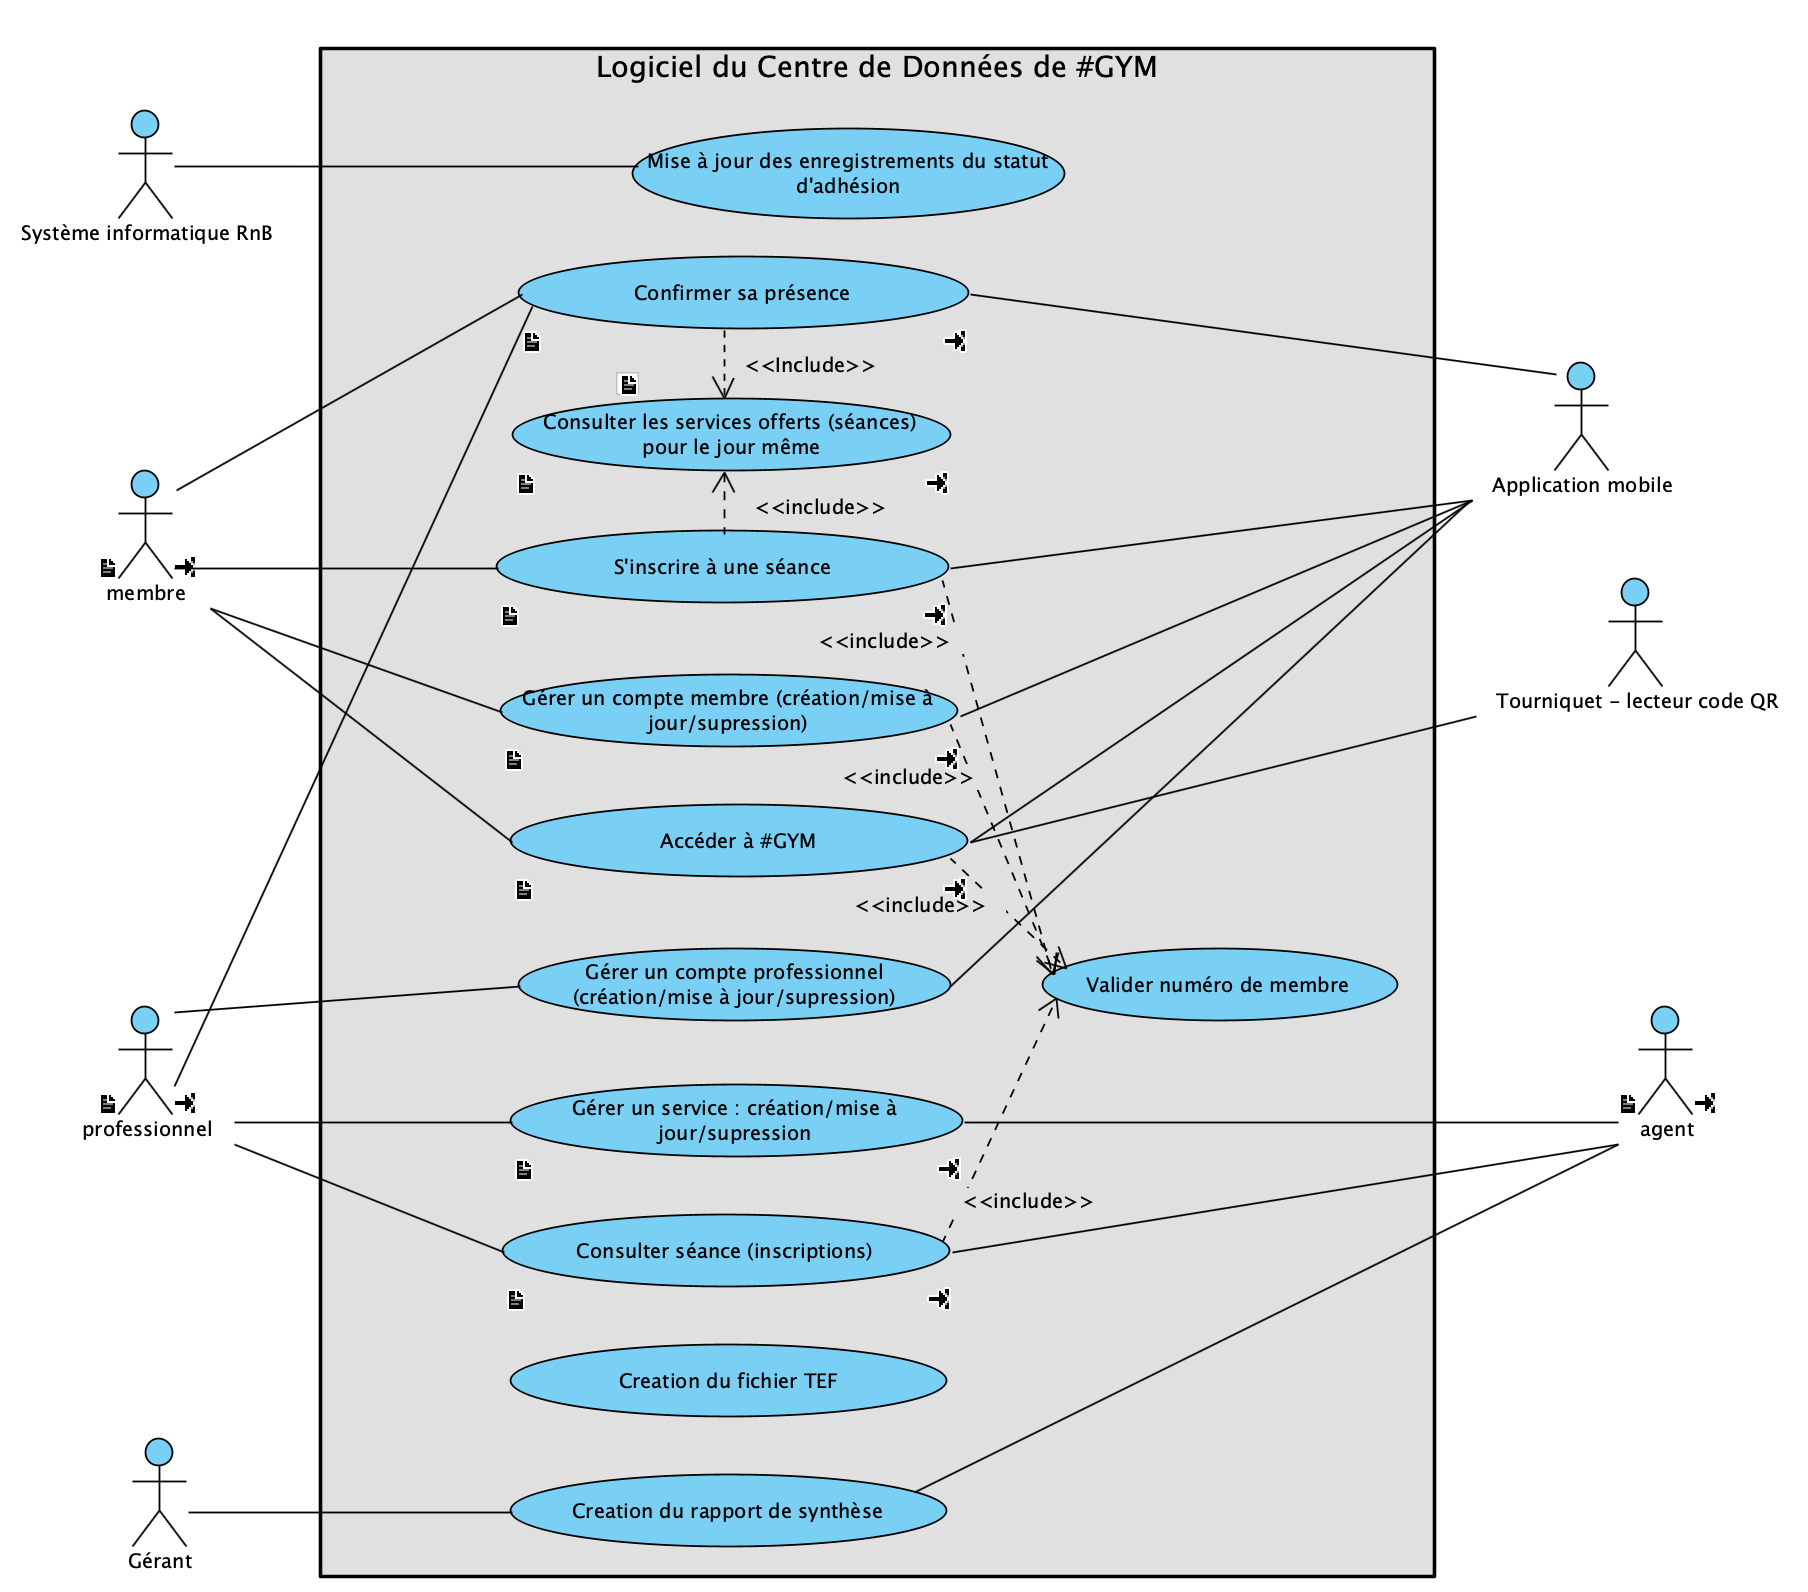 Logiciel du Centre de Données de #GYM
Mise à jour des enregistrements du statut
d'adhésion
Système informatique RnB
Confirmer sa présence
<<Include>>
Consulter les services offerts (séances)
pour le jour même
Application mobile
<<include>>
S'inscrire à une séance
membre
<<include>>
Gérer un compte membre (création/mise à
jour/supression)
Tourniquet - lecteur code QR
<<include>>
Accéder à #GYM
<<include>>
Gérer un compte professionnel
(création/mise à jour/supression)
Valider numéro de membre
Gérer un service : création/mise à
jour/supression
professionnel
agent
<<include>>
Consulter séance (inscriptions)
Creation du fichier TEF
Creation du rapport de synthèse
Gérant